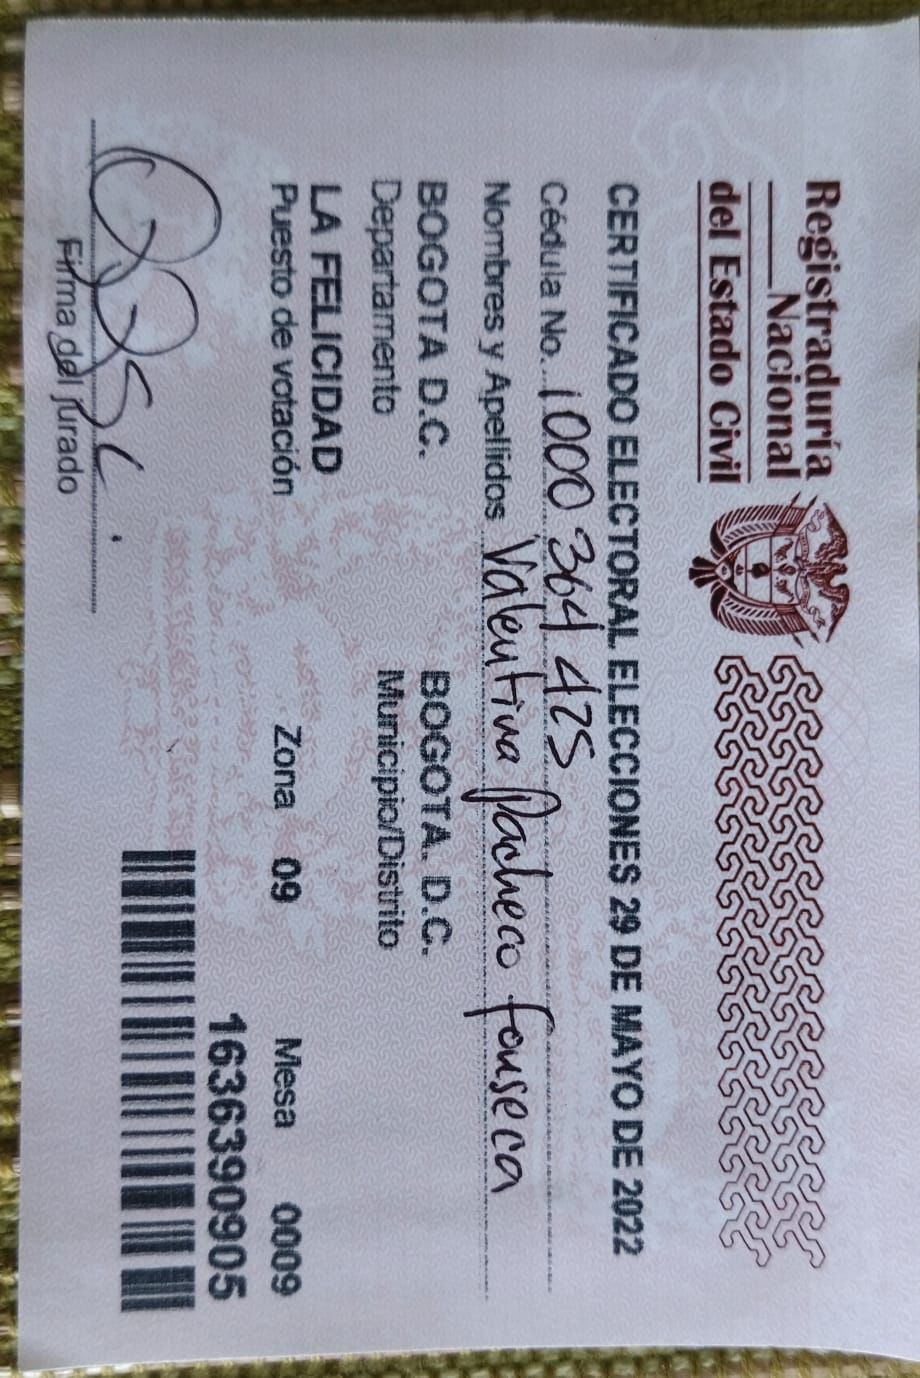 Registraduría
Nacional
del Estado Civil
CERTIFICADO ELECTORAL ELECCIONES 29 DE MAYO DE 2022
Cédula No. 1000 364 425
Nombres y Apellidos Valentina Pacheco fonseca
BOGOTA D.C. BOGOTA. D.C.
Departamento Municipio/Distrito
LA FELICIDAD
Puesto de votación Zona 09 Mesa 0009
1636390905
Firma del jurado